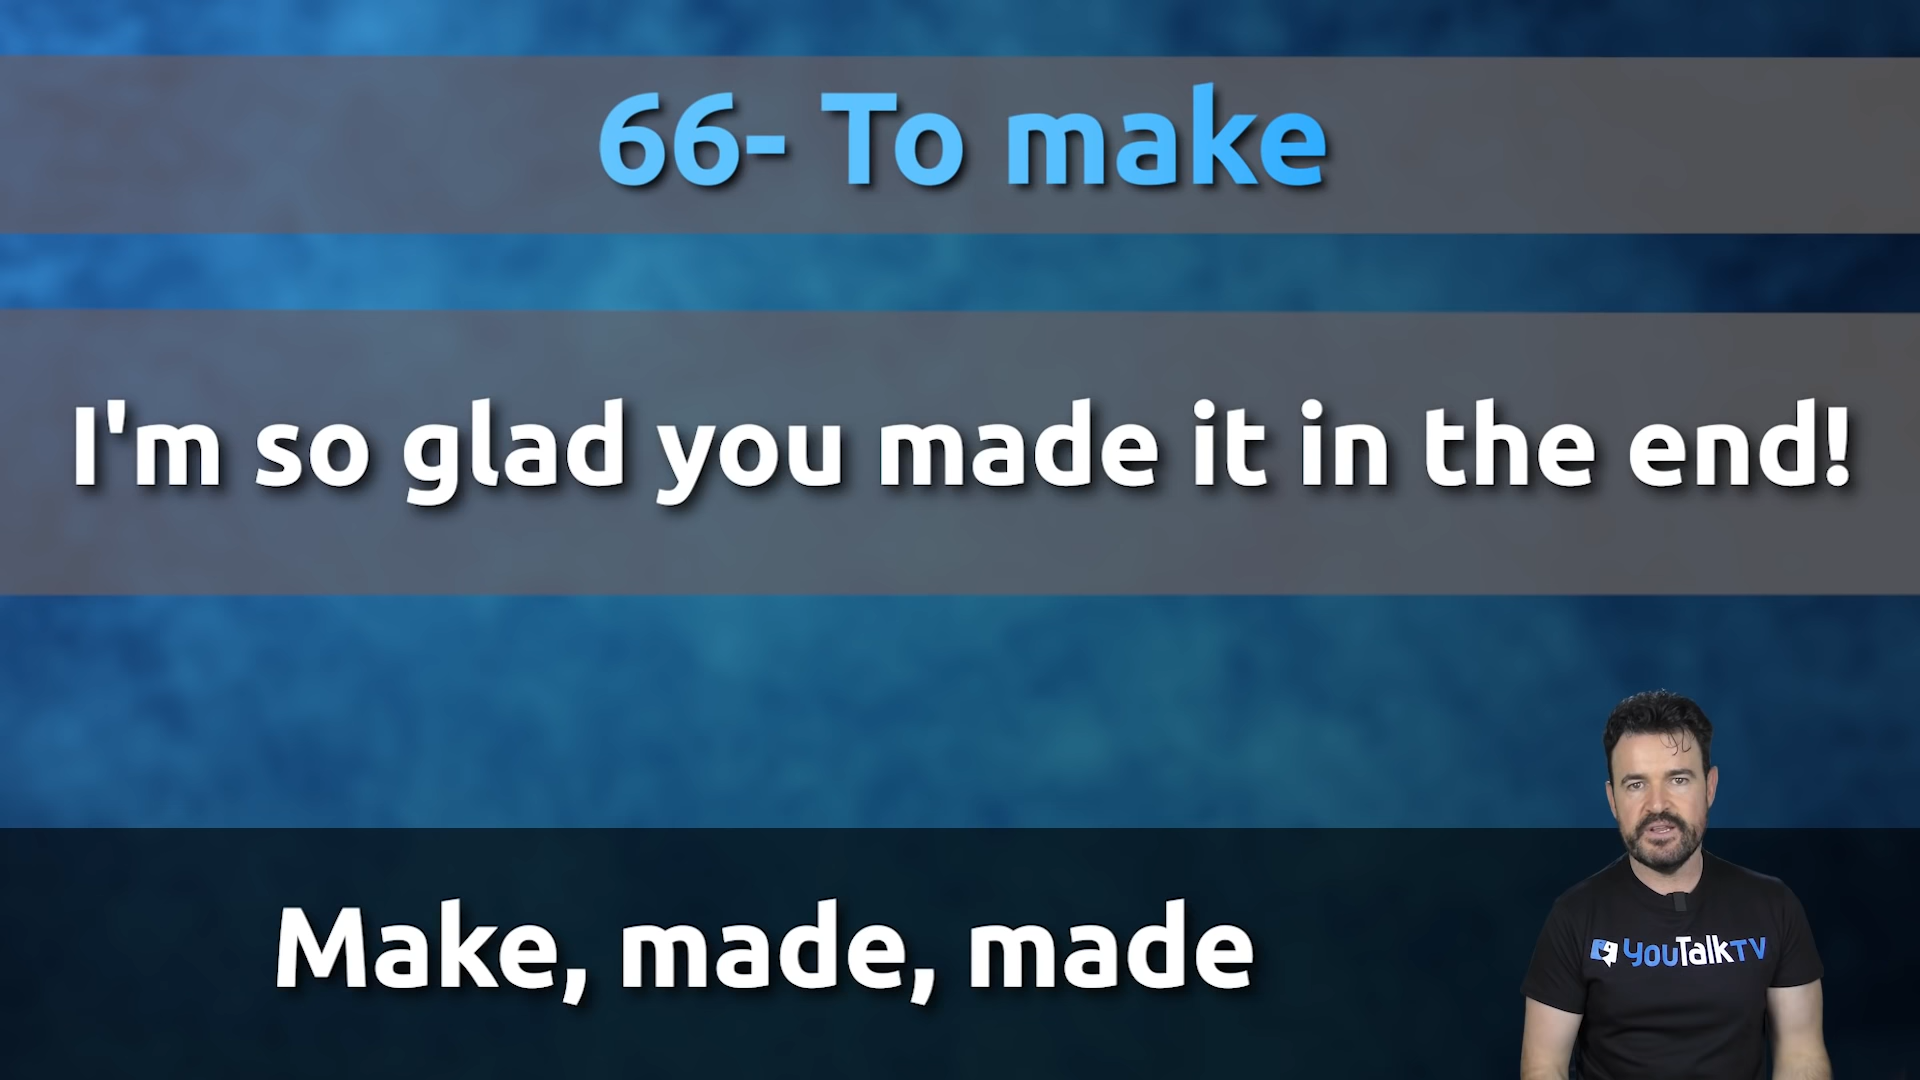 66- To make
I'm so glad you made it in the end!
Make, made, made
YouTalkTV